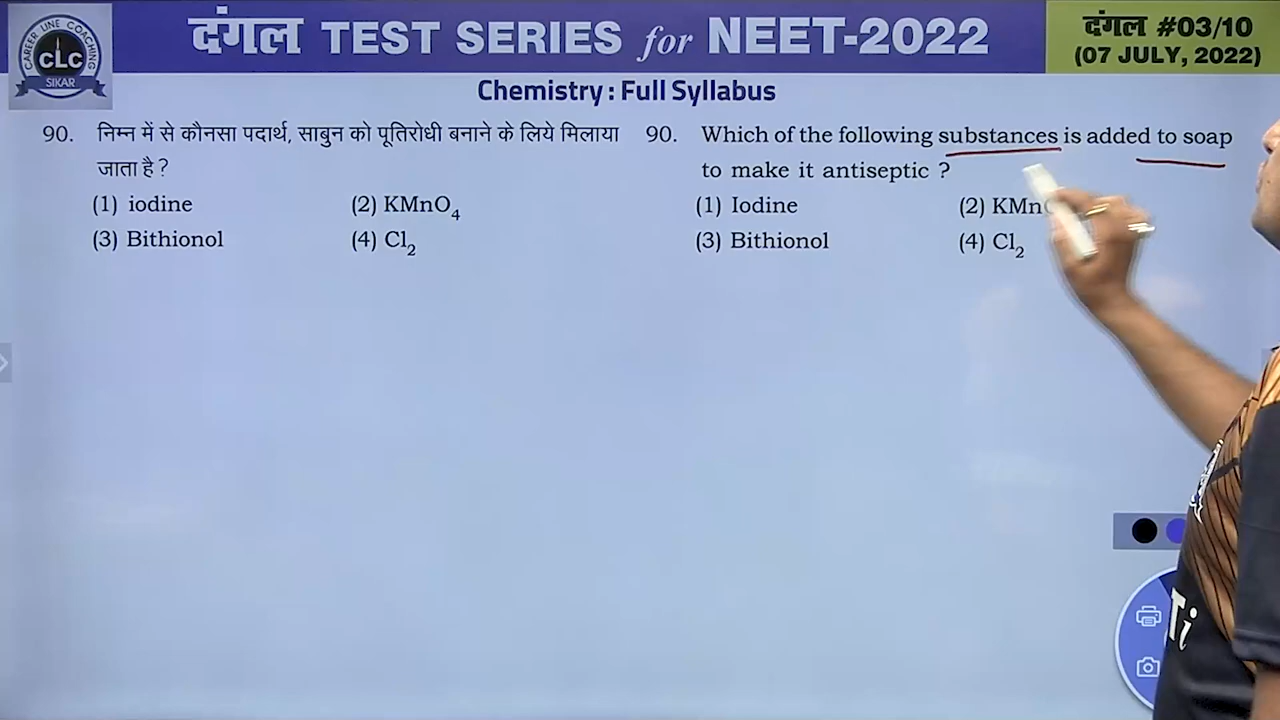 दंगल TEST SERIES for NEET-2022
दंगल #03/10
(07 JULY, 2022)
CAREER LINE COACHING
CLC
SIKAR
Chemistry : Full Syllabus
90. निम्न में से कौनसा पदार्थ, साबुन को पूतिरोधी बनाने के लिये मिलाया
जाता है ?
(1) iodine (2) KMnO4
(3) Bithionol (4) Cl2
90. Which of the following substances is added to soap
to make it antiseptic ?
(1) Iodine (2) KMn
(3) Bithionol (4) Cl2
Ti